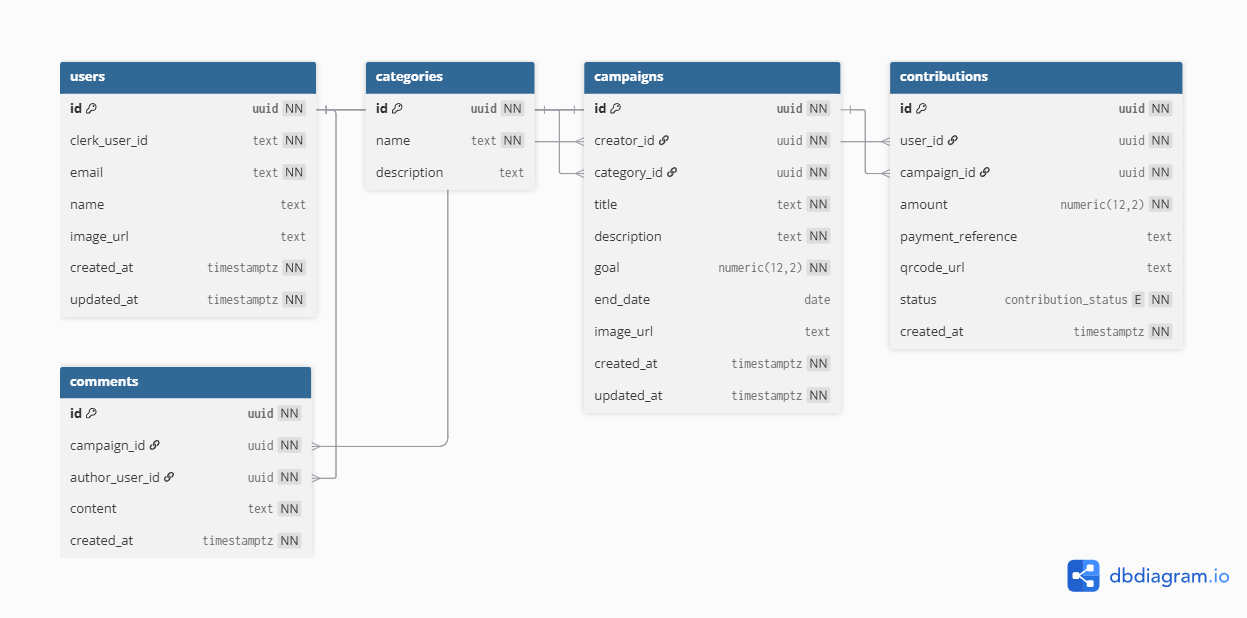 users
id uuid NN
clerk_user_id text NN
email text NN
name text
image_url text
created_at timestamptz NN
updated_at timestamptz NN
categories
id uuid NN
name text NN
description text
campaigns
id uuid NN
creator_id uuid NN
category_id uuid NN
title text NN
description text NN
goal numeric(12,2) NN
end_date date
image_url text
created_at timestamptz NN
updated_at timestamptz NN
contributions
id uuid NN
user_id uuid NN
campaign_id uuid NN
amount numeric(12,2) NN
payment_reference text
qrcode_url text
status contribution_status E NN
created_at timestamptz NN
comments
id uuid NN
campaign_id uuid NN
author_user_id uuid NN
content text NN
created_at timestamptz NN
dbdiagram.io